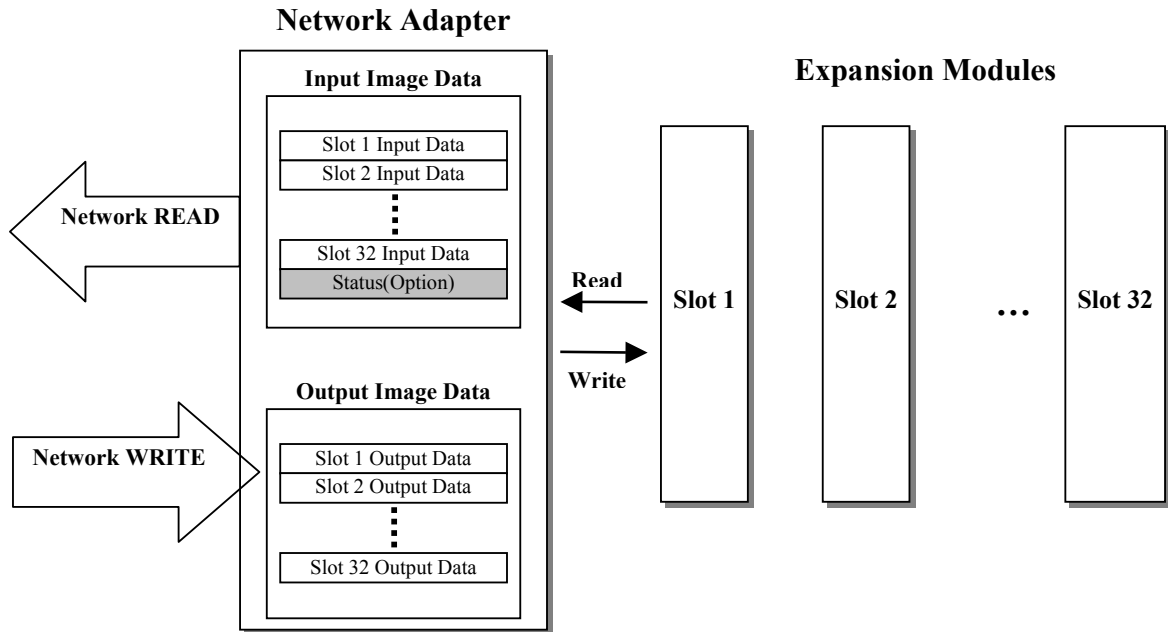 Network Adapter
Input Image Data
Slot 1 Input Data
Slot 2 Input Data
Slot 32 Input Data
Status(Option)
Network READ
Output Image Data
Slot 1 Output Data
Slot 2 Output Data
Slot 32 Output Data
Network WRITE
Read
Write
Expansion Modules
Slot 1
Slot 2
...
Slot 32